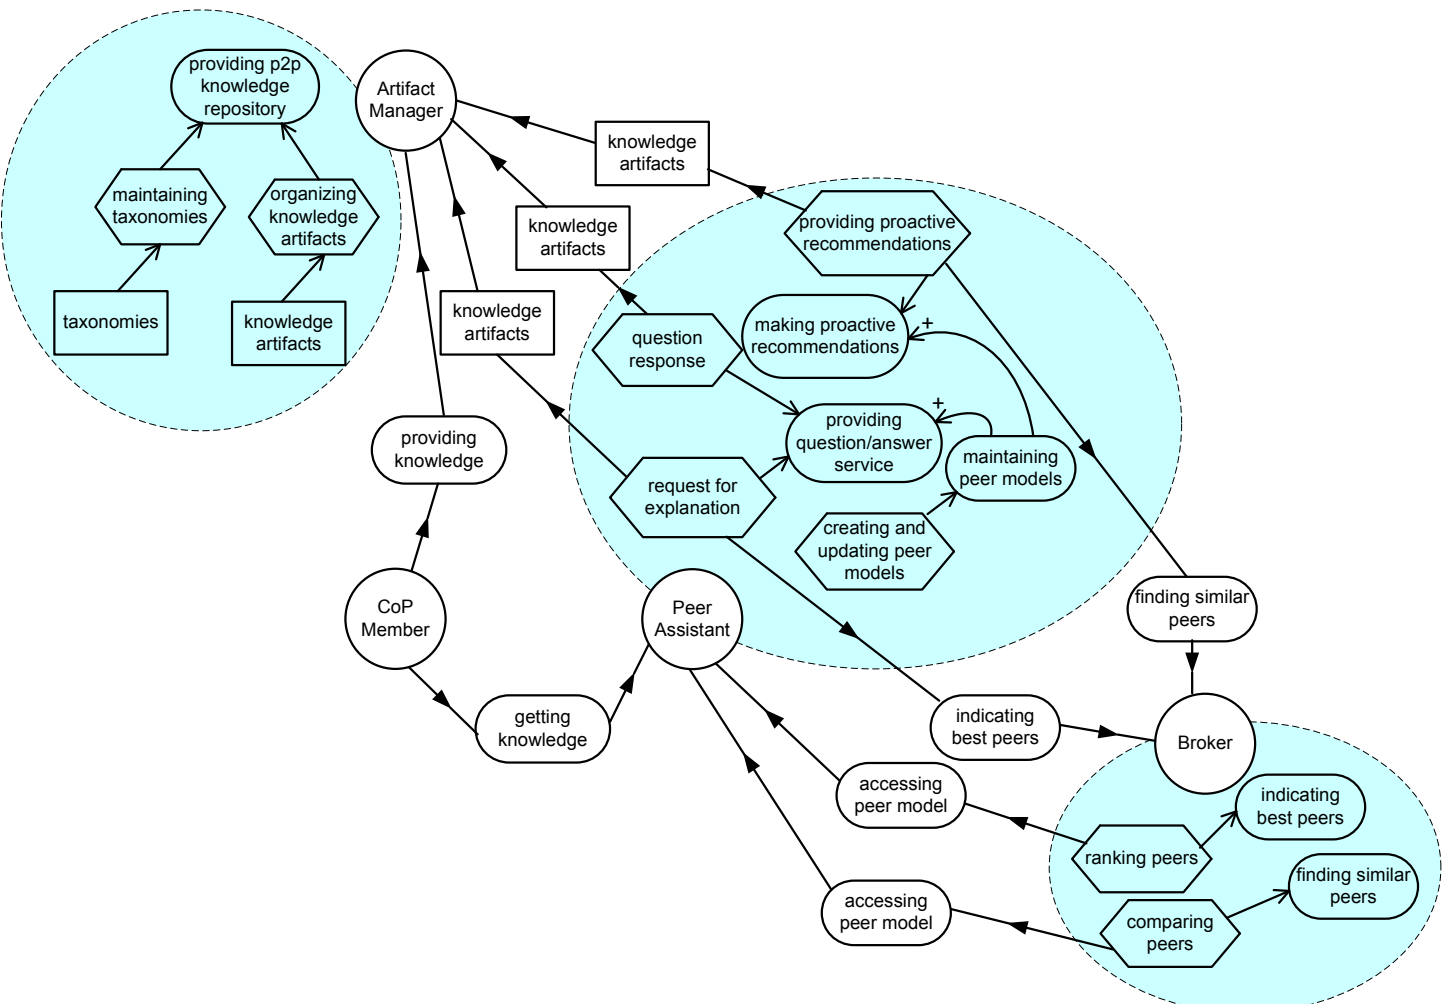 providing p2p
knowledge
repository
Artifact
Manager
maintaining
taxonomies
organizing
knowledge
artifacts
taxonomies
knowledge
artifacts
knowledge
artifacts
knowledge
artifacts
knowledge
artifacts
providing proactive
recommendations
making proactive
recommendations
+
question
response
providing
question/answer
service
+
maintaining
peer models
request for
explanation
creating and
updating peer
models
providing
knowledge
CoP
Member
Peer
Assistant
getting
knowledge
finding similar
peers
indicating
best peers
Broker
accessing
peer model
accessing
peer model
indicating
best peers
ranking peers
finding similar
peers
comparing
peers